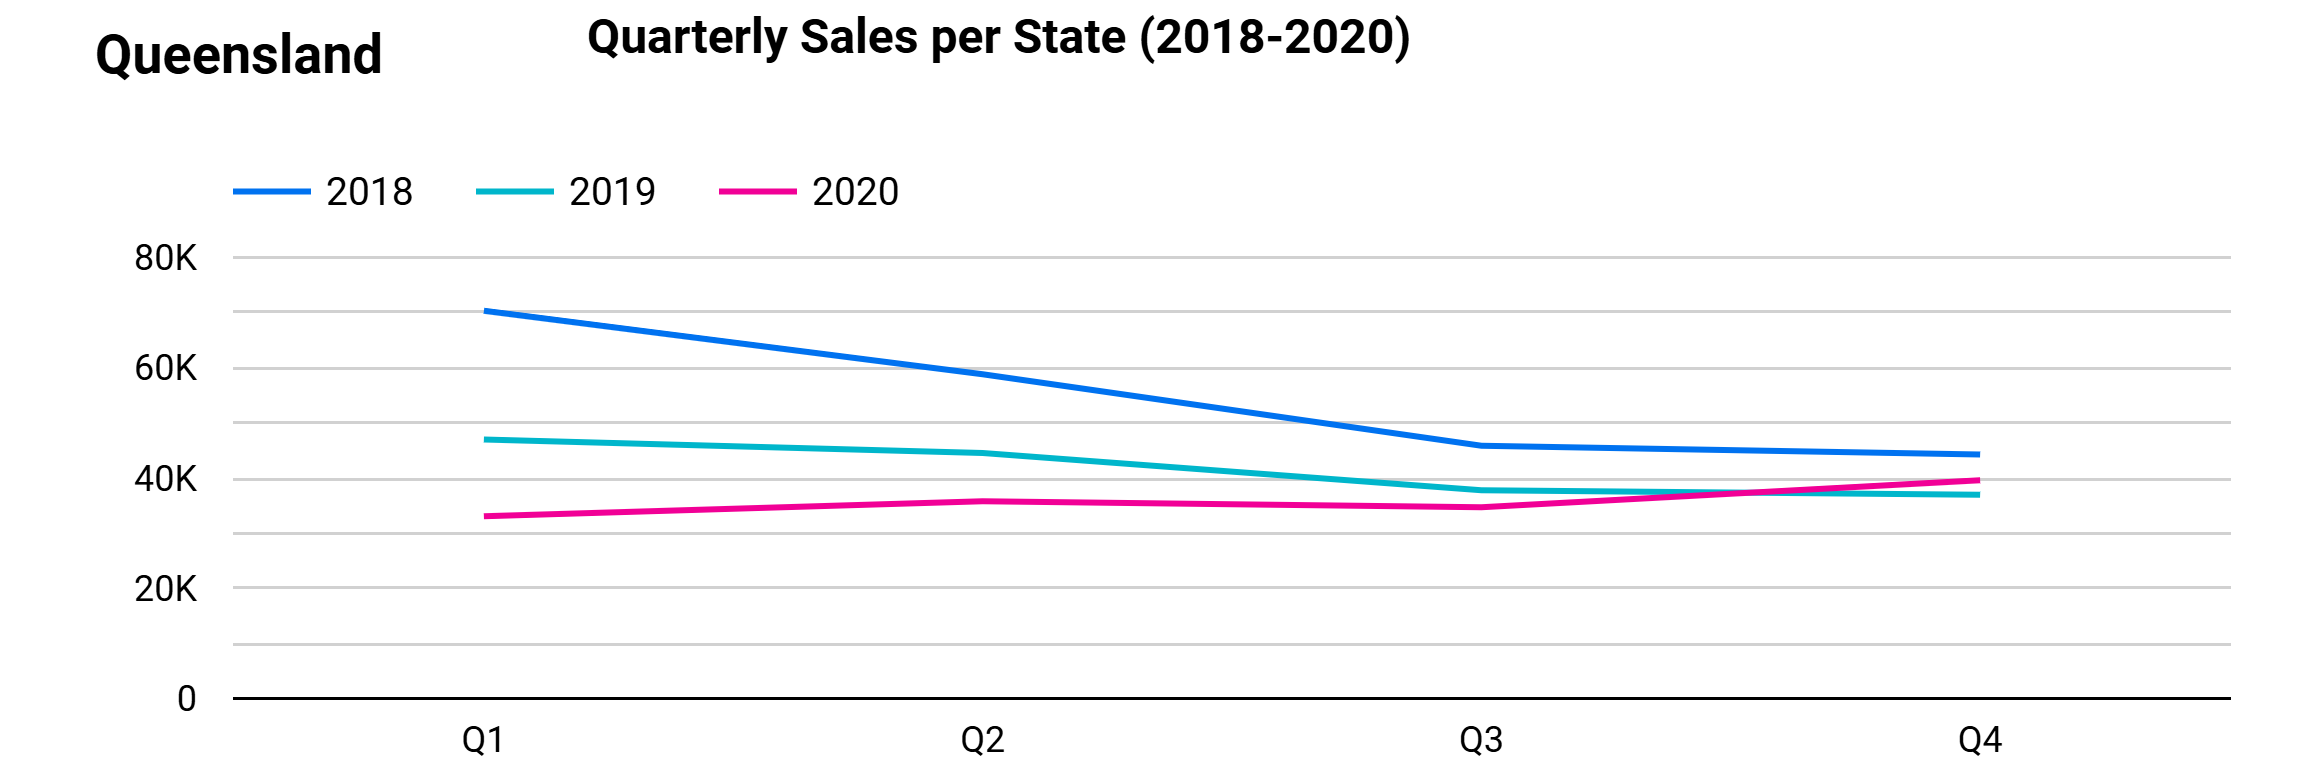 Queensland
Quarterly Sales per State (2018-2020)
2018 2019 2020
80K
60K
40K
20K
0
Q1 Q2 Q3 Q4